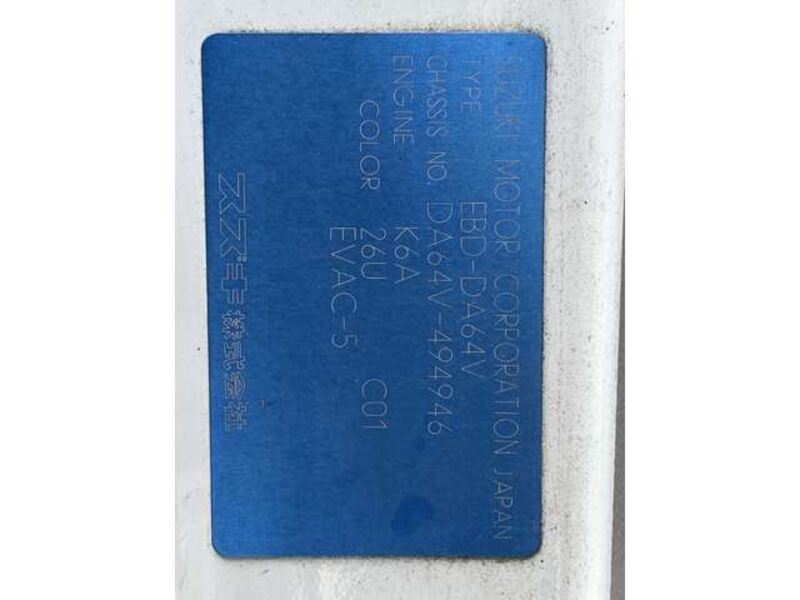 SUZUKI MOTOR CORPORATION JAPAN
TYPE EBD-DA64V
CHASSIS NO. DA64V-494946
ENGINE K6A
COLOR 26U C01
EVAC-5
スズキ株式会社